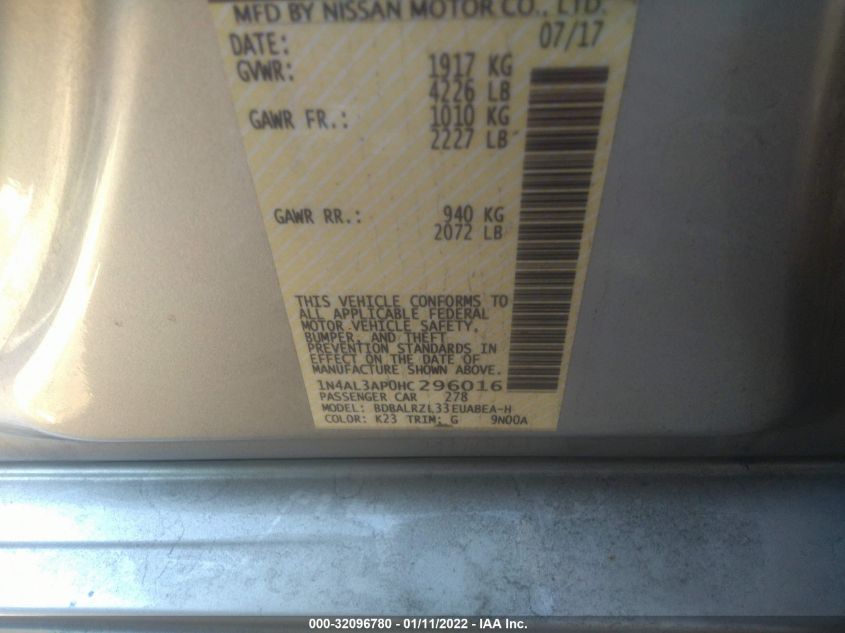 MFD BY NISSAN MOTOR CO., LTD.
DATE: 07/17
GVWR: 1917 KG
4226 LB
GAWR FR.: 1010 KG
2227 LB
GAWR RR.: 940 KG
2072 LB
THIS VEHICLE CONFORMS TO
ALL APPLICABLE FEDERAL
MOTOR VEHICLE SAFETY,
BUMPER, AND THEFT
PREVENTION STANDARDS IN
EFFECT ON THE DATE OF
MANUFACTURE SHOWN ABOVE.
1N4AL3AP0HC296016
PASSENGER CAR 278
MODEL: BDBALRZL33EUABEA-H
COLOR: K23 TRIM: G 9N00A
000-32096780 - 01/11/2022 - IAA Inc.